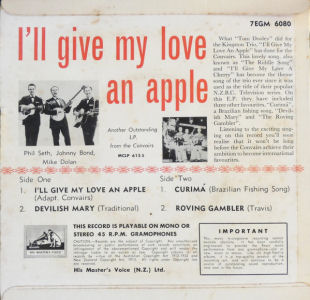 7EGM 6080
I'll give my love
an apple
What "Tom Dooley" did for
the Kingston Trio, "I'll Give My
Love An Apple" has done for the
Convairs. This lovely song, also
known as "The Riddle Song"
and "I'll Give My Love A
Cherry" has become the theme
song of the trio ever since it was
used as the title of their popular
N.Z.B.C. Television series. On
this E.P. they have included
three other favourites, "Curima",
a Brazilian fishing song, "Devil-
ish Mary" and "The Roving
Gambler".
Listening to the exciting sing-
ing on this record you'll soon
realise that it won't be long
before the Convairs achieve their
ambition to become international
favourites.
Another Outstanding
L.P.
from the Convairs
MCP 6155
Phil Seth, Johnny Bond,
Mike Dolan
Side One
1. I'LL GIVE MY LOVE AN APPLE
(Adapt. Convairs)
2. DEVILISH MARY (Traditional)
Side Two
1. CURIMÁ (Brazilian Fishing Song)
2. ROVING GAMBLER (Travis)
THIS RECORD IS PLAYABLE ON MONO OR
STEREO 45 R.P.M. GRAMOPHONES
His Master's Voice (N.Z.) Ltd.
"HIS MASTER'S VOICE"
IMPORTANT